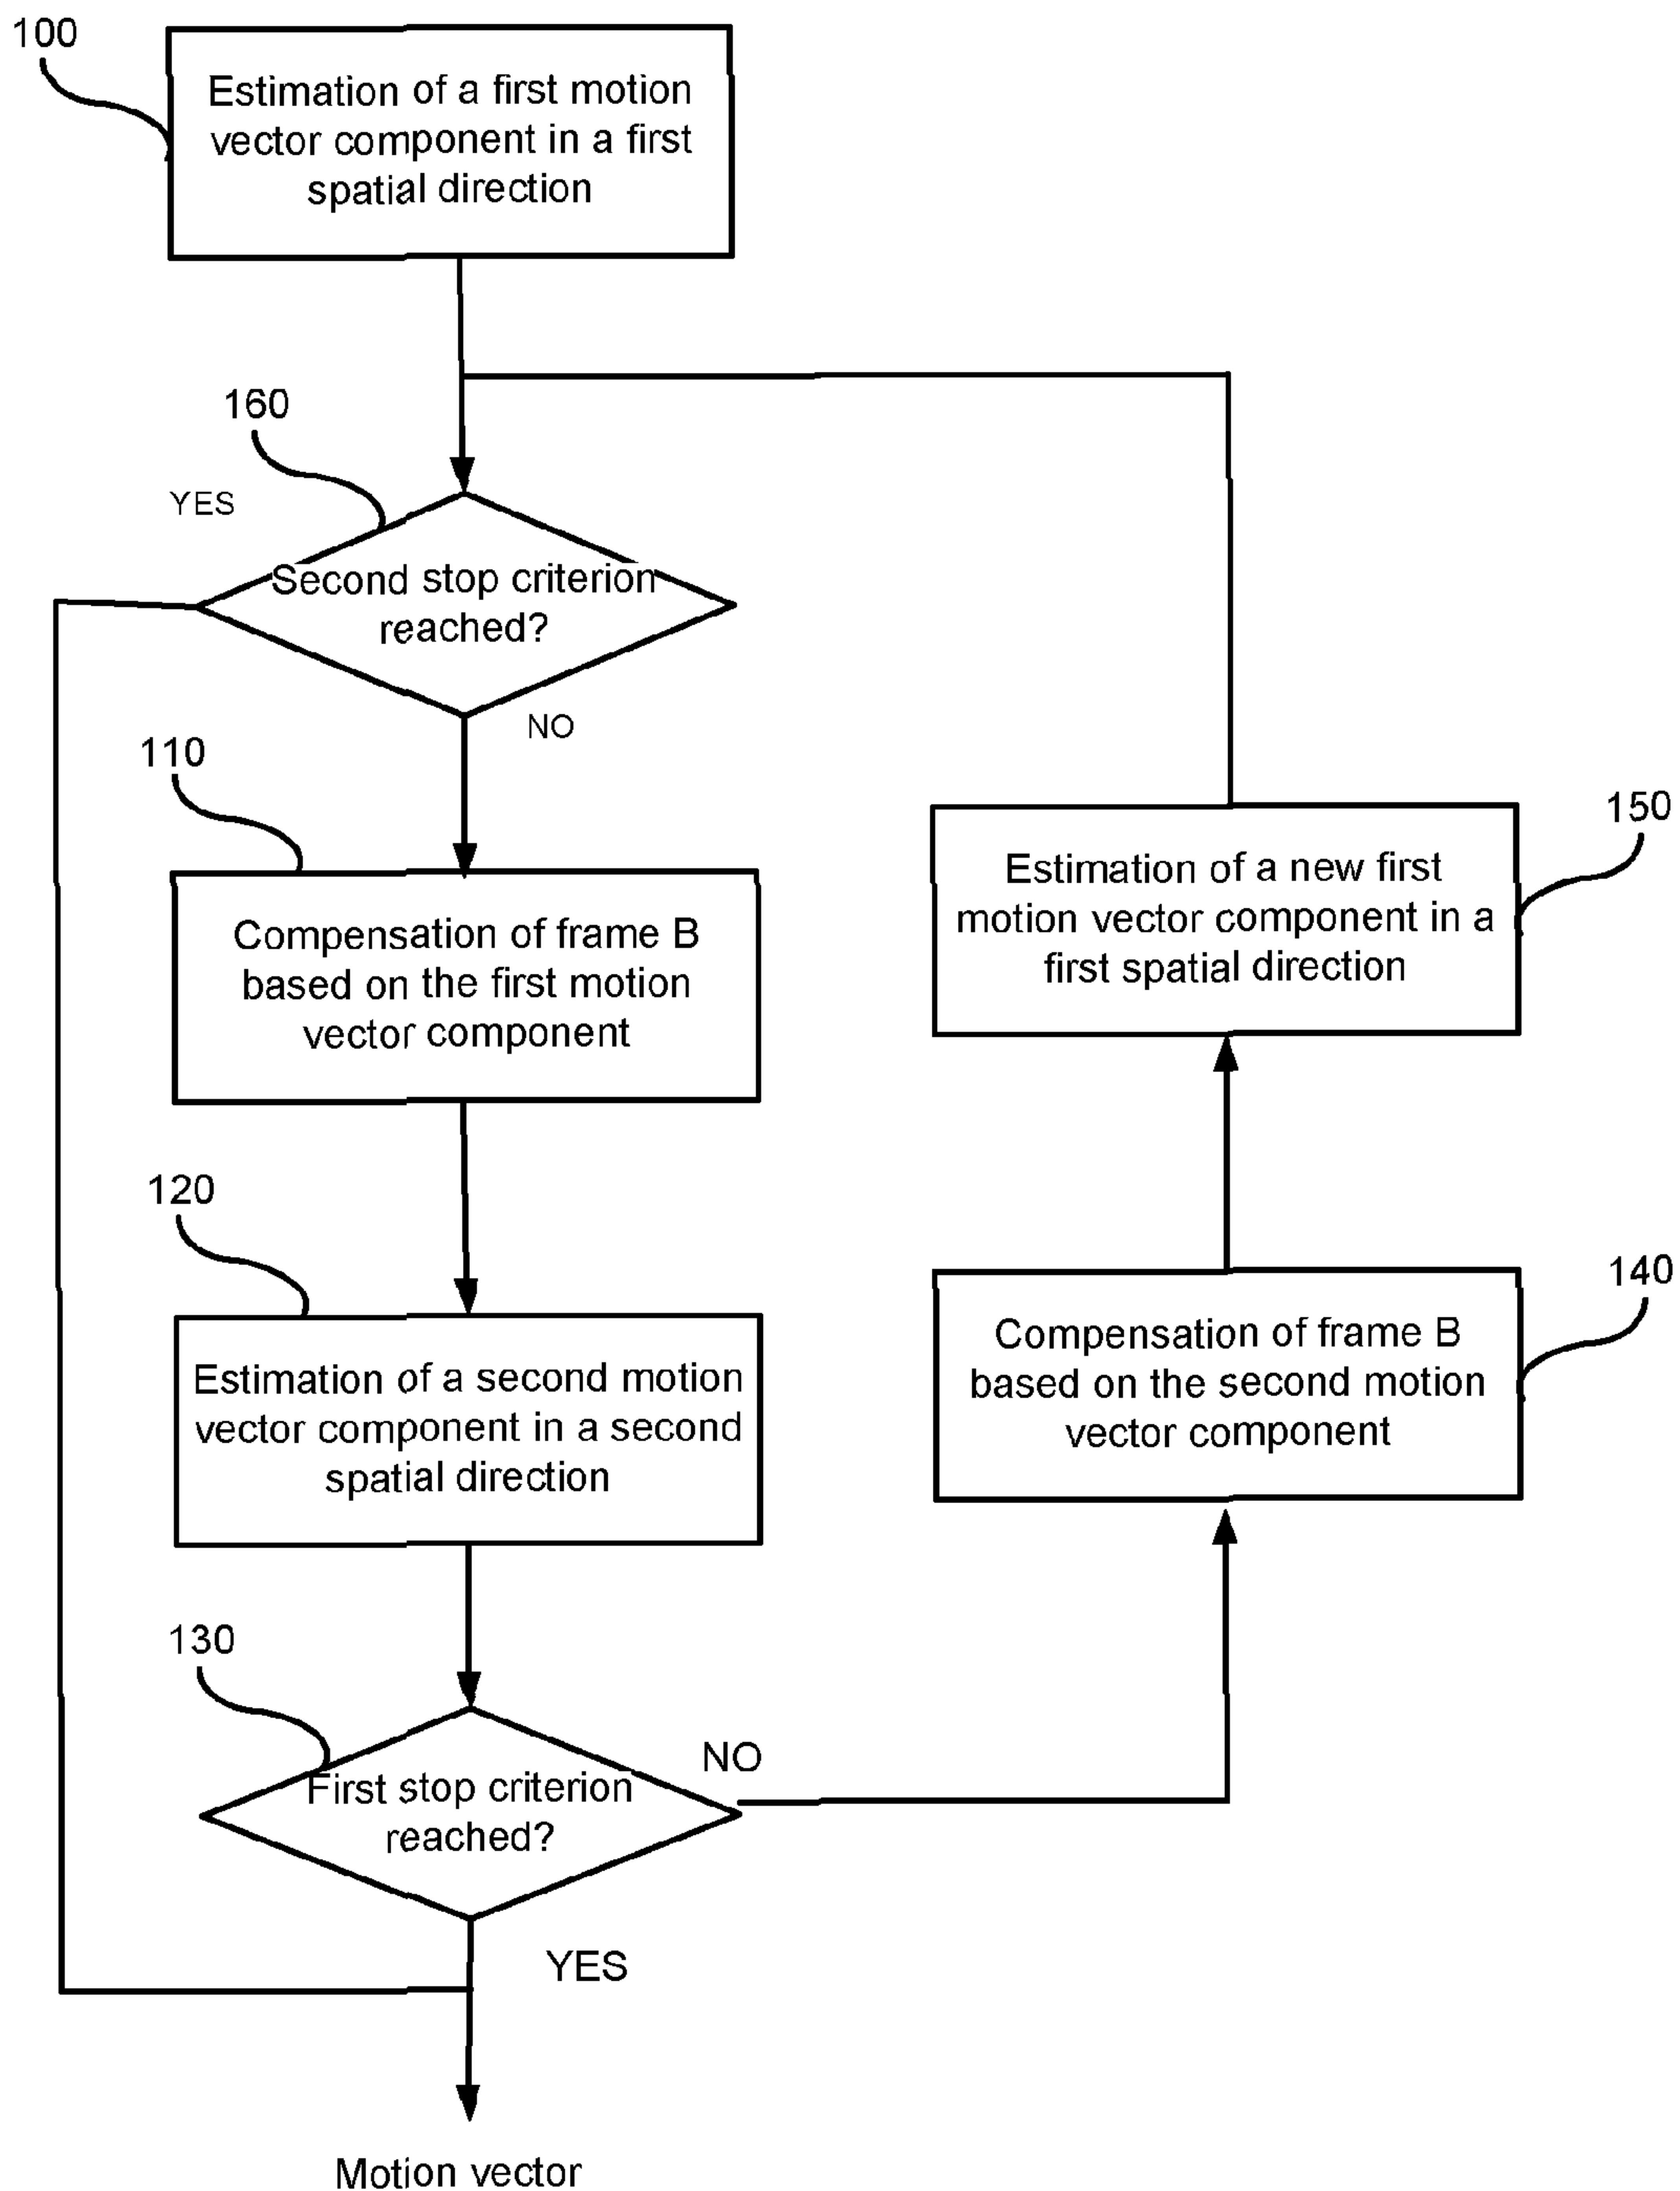 100
Estimation of a first motion
vector component in a first
spatial direction
160
YES
Second stop criterion
reached?
NO
110
Compensation of frame B
based on the first motion
vector component
150
Estimation of a new first
motion vector component in a
first spatial direction
120
Estimation of a second motion
vector component in a second
spatial direction
140
Compensation of frame B
based on the second motion
vector component
130
First stop criterion
reached?
NO
YES
Motion vector